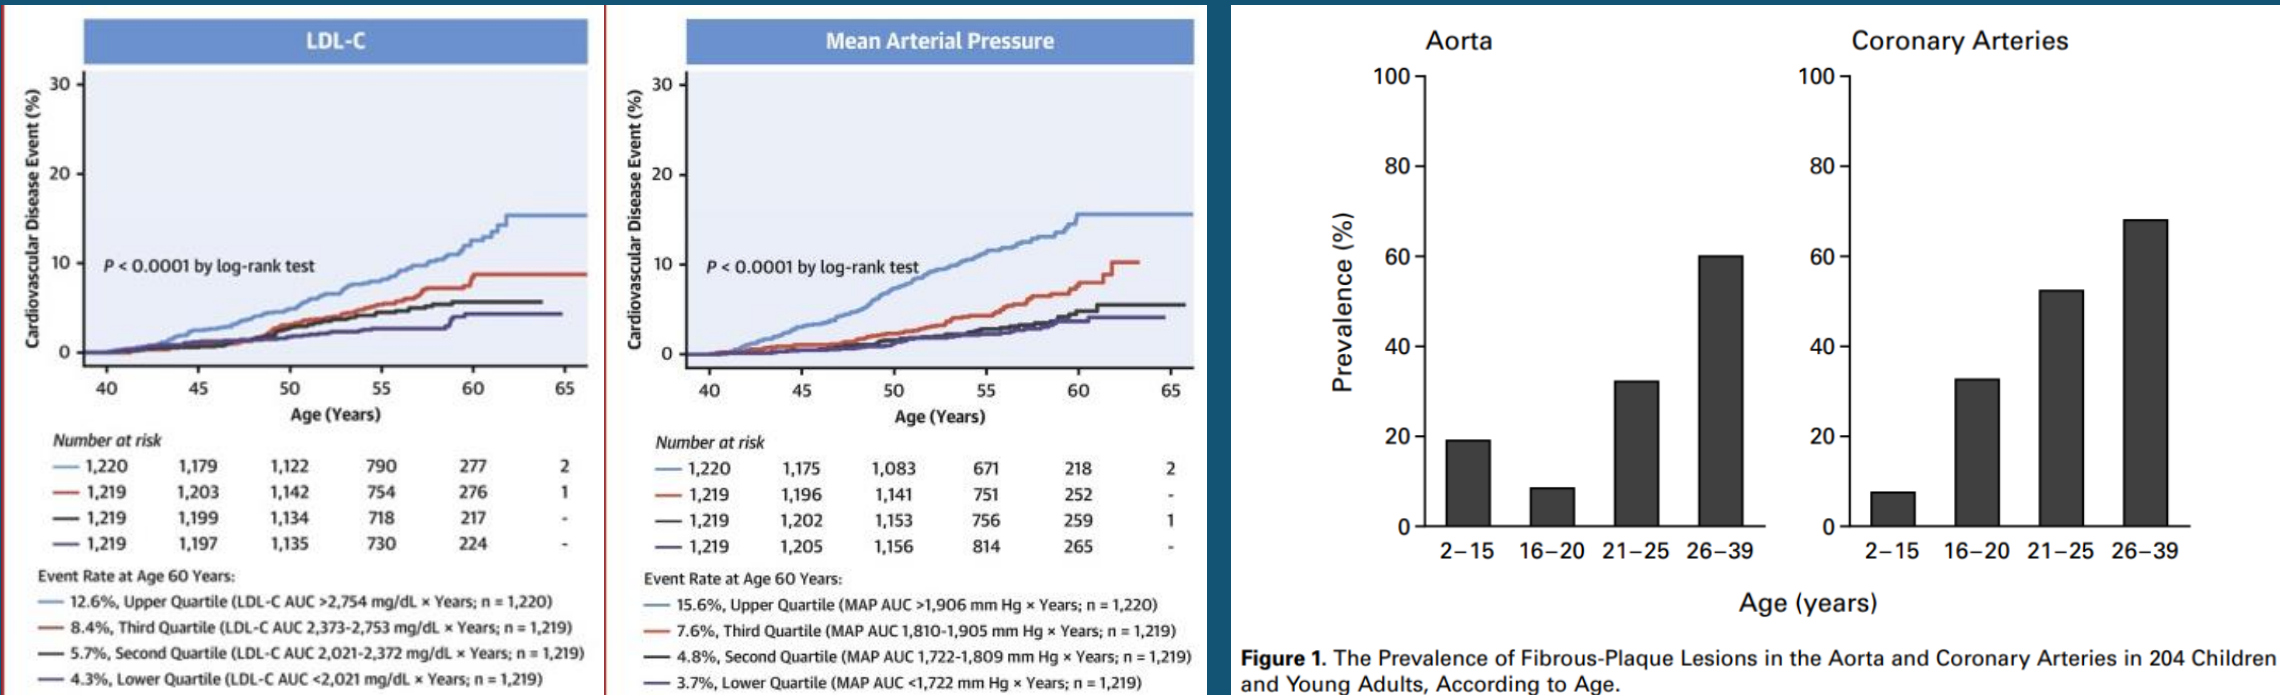 LDL-C
Cardiovascular Disease Event (%)
30
20
10
0
P < 0.0001 by log-rank test
40 45 50 55 60 65
Age (Years)
Number at risk
1,220 1,179 1,122 790 277 2
1,219 1,203 1,142 754 276 1
1,219 1,199 1,134 718 217 -
1,219 1,197 1,135 730 224 -
Event Rate at Age 60 Years:
12.6%, Upper Quartile (LDL-C AUC >2,754 mg/dL × Years; n = 1,220)
8.4%, Third Quartile (LDL-C AUC 2,373-2,753 mg/dL × Years; n = 1,219)
5.7%, Second Quartile (LDL-C AUC 2,021-2,372 mg/dL × Years; n = 1,219)
4.3%, Lower Quartile (LDL-C AUC <2,021 mg/dL × Years; n = 1,219)
Mean Arterial Pressure
Cardiovascular Disease Event (%)
30
20
10
0
P < 0.0001 by log-rank test
40 45 50 55 60 65
Age (Years)
Number at risk
1,220 1,175 1,083 671 218 2
1,219 1,196 1,141 751 252 -
1,219 1,202 1,153 756 259 1
1,219 1,205 1,156 814 265 -
Event Rate at Age 60 Years:
15.6%, Upper Quartile (MAP AUC >1,906 mm Hg × Years; n = 1,220)
7.6%, Third Quartile (MAP AUC 1,810-1,905 mm Hg × Years; n = 1,219)
4.8%, Second Quartile (MAP AUC 1,722-1,809 mm Hg × Years; n = 1,219)
3.7%, Lower Quartile (MAP AUC <1,722 mm Hg × Years; n = 1,219)
Aorta
Prevalence (%)
100
80
60
40
20
0
2–15 16–20 21–25 26–39
Coronary Arteries
100
80
60
40
20
0
2–15 16–20 21–25 26–39
Age (years)
Figure 1. The Prevalence of Fibrous-Plaque Lesions in the Aorta and Coronary Arteries in 204 Children
and Young Adults, According to Age.